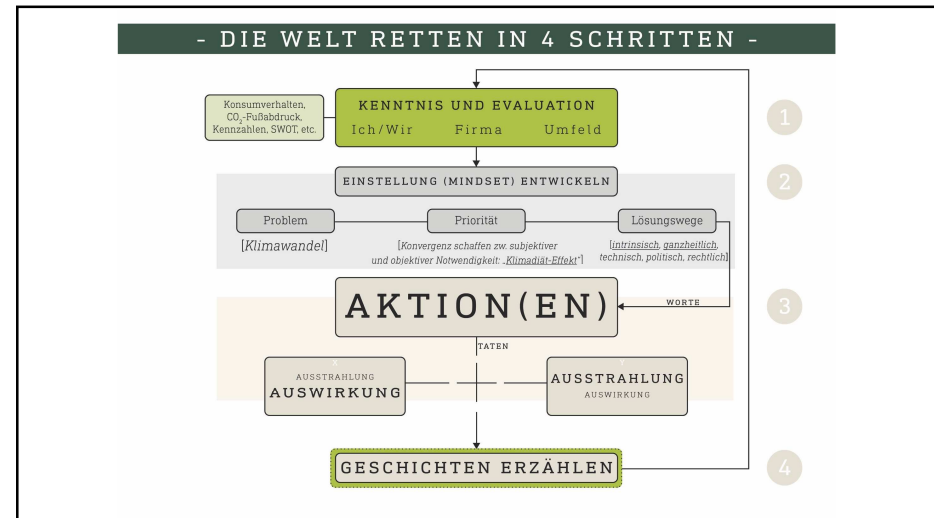 - DIE WELT RETTEN IN 4 SCHRITTEN -
Konsumverhalten,
CO₂-Fußabdruck,
Kennzahlen, SWOT, etc.
KENNTNIS UND EVALUATION
Ich/Wir Firma Umfeld
1
EINSTELLUNG (MINDSET) ENTWICKELN
2
Problem
[Klimawandel]
Priorität
[Konvergenz schaffen zw. subjektiver
und objektiver Notwendigkeit: „Klimadiät-Effekt“]
Lösungswege
[intrinsisch, ganzheitlich,
technisch, politisch, rechtlich]
AKTION(EN)
WORTE
3
TATEN
AUSSTRAHLUNG
AUSWIRKUNG
AUSSTRAHLUNG
AUSWIRKUNG
GESCHICHTEN ERZÄHLEN
4